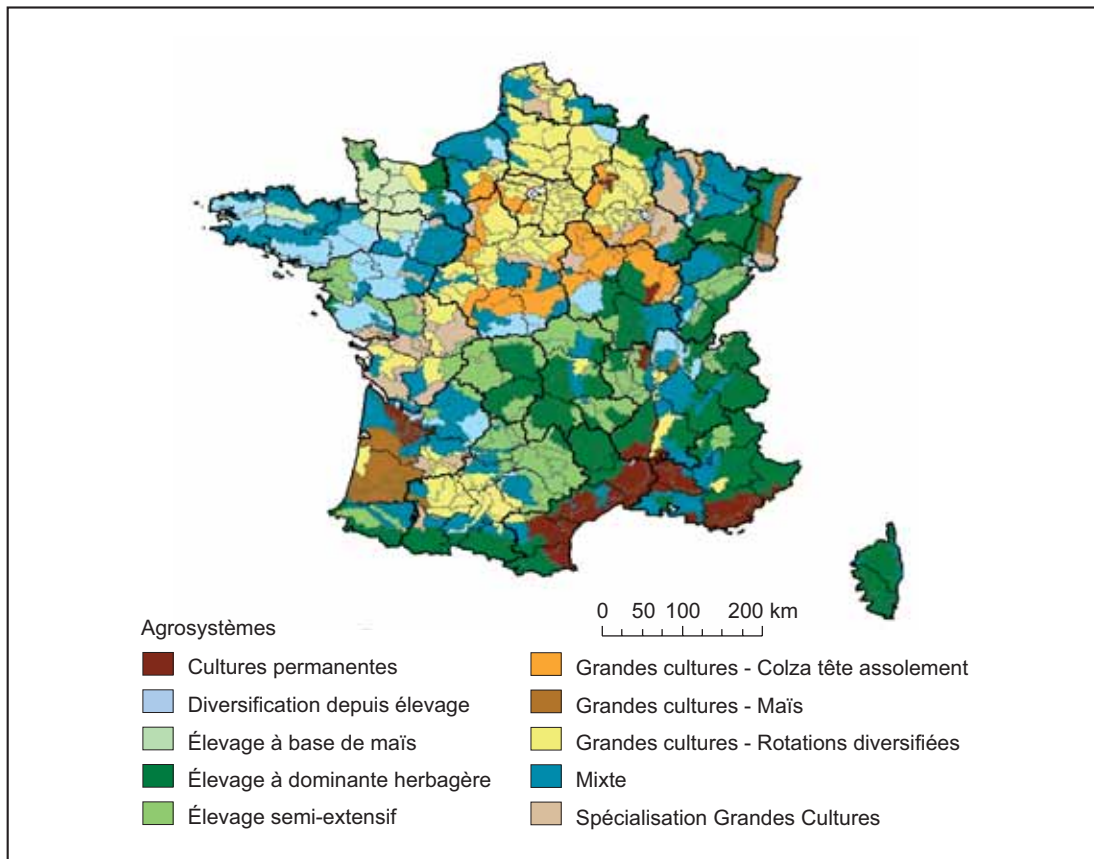 0 50 100 200 km
Agrosystèmes
Cultures permanentes
Diversification depuis élevage
Élevage à base de maïs
Élevage à dominante herbagère
Élevage semi-extensif
Grandes cultures - Colza tête assolement
Grandes cultures - Maïs
Grandes cultures - Rotations diversifiées
Mixte
Spécialisation Grandes Cultures